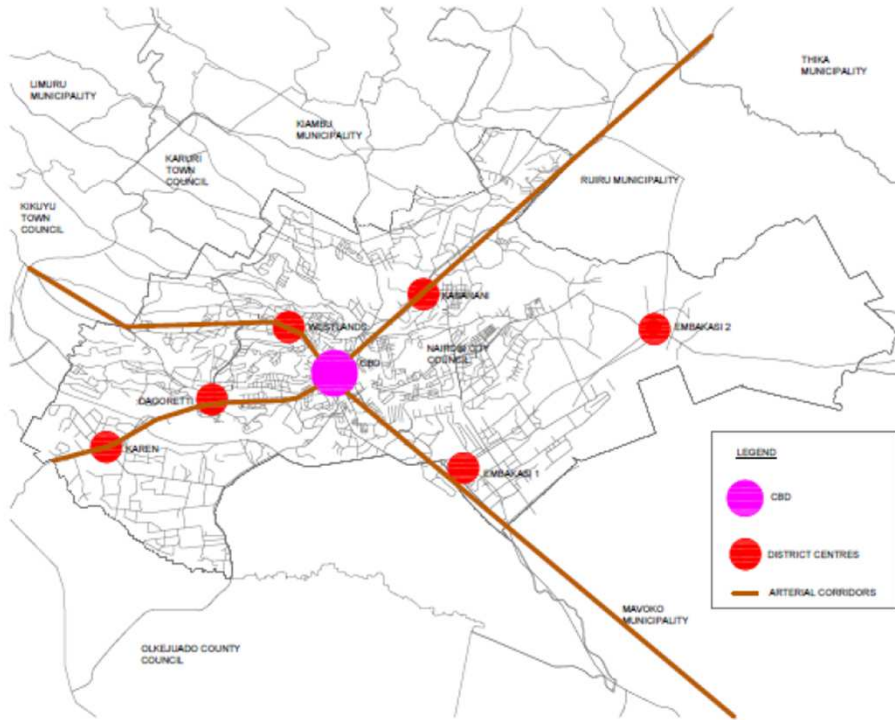 THIKA
MUNICIPALITY
LIMURU
MUNICIPALITY
KIAMBU
MUNICIPALITY
KARURI
TOWN
COUNCIL
RUIRU MUNICIPALITY
KIKUYU
TOWN
COUNCIL
KASARANI
WESTLANDS
EMBAKASI 2
NAIROBI CITY
COUNCIL
CBD
DAGORETTI
KAREN
EMBAKASI 1
LEGEND
CBD
DISTRICT CENTRES
ARTERIAL CORRIDORS
MAVOKO
MUNICIPALITY
OLKEJUADO COUNTY
COUNCIL